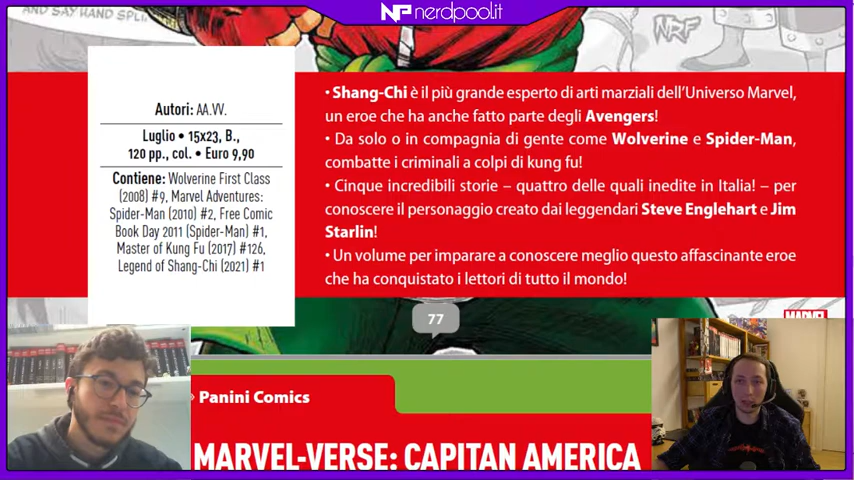 AND SAY HAND SPLI
NP nerdpool.it
NRF
Autori: AA.VV.
Luglio • 15x23, B.,
120 pp., col. • Euro 9,90
Contiene: Wolverine First Class
(2008) #9, Marvel Adventures:
Spider-Man (2010) #2, Free Comic
Book Day 2011 (Spider-Man) #1,
Master of Kung Fu (2017) #126,
Legend of Shang-Chi (2021) #1
• Shang-Chi è il più grande esperto di arti marziali dell'Universo Marvel,
un eroe che ha anche fatto parte degli Avengers!
• Da solo o in compagnia di gente come Wolverine e Spider-Man,
combatte i criminali a colpi di kung fu!
• Cinque incredibili storie – quattro delle quali inedite in Italia! – per
conoscere il personaggio creato dai leggendari Steve Englehart e Jim
Starlin!
• Un volume per imparare a conoscere meglio questo affascinante eroe
che ha conquistato i lettori di tutto il mondo!
77
MARVEL
Panini Comics
MARVEL-VERSE: CAPITAN AMERICA